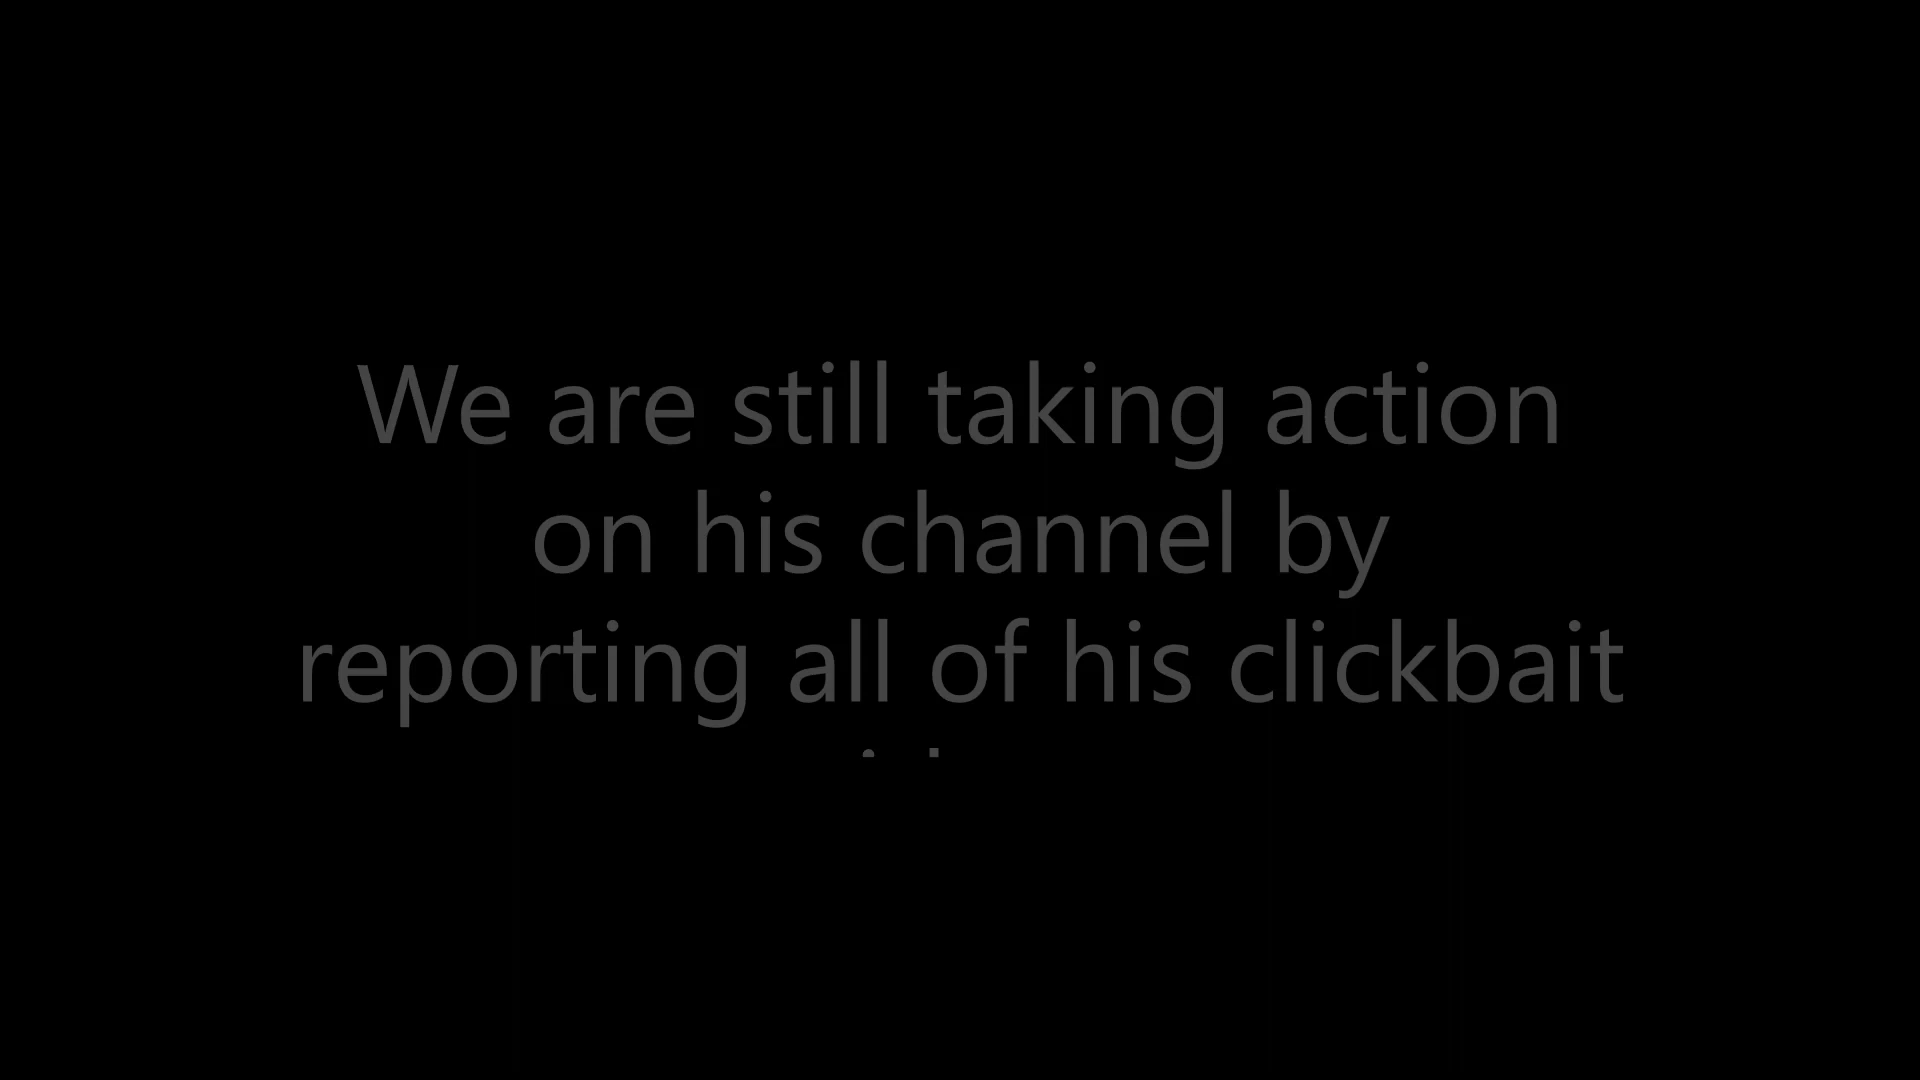 We are still taking action
on his channel by
reporting all of his clickbait